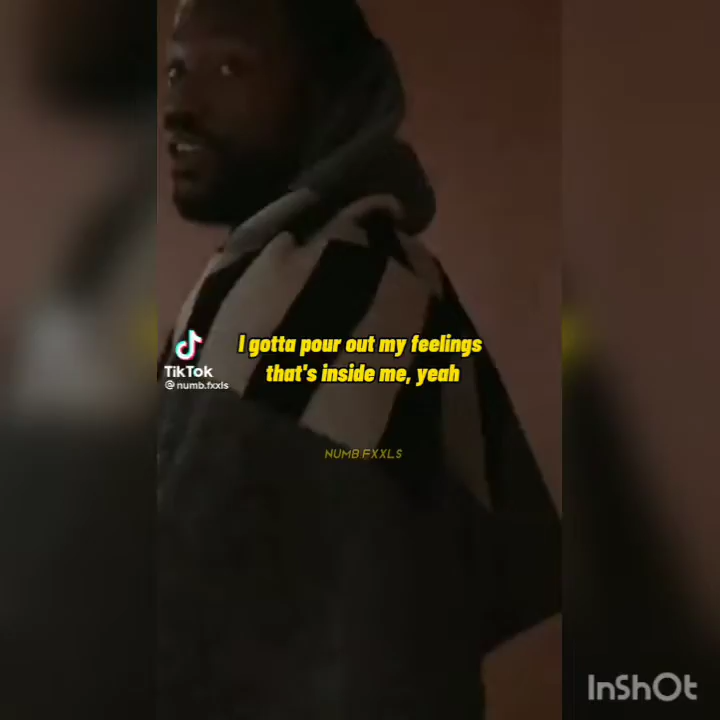 I gotta pour out my feelings
that's inside me, yeah
TikTok
@numb.fxxls
NUMB FXXLS
InShOt